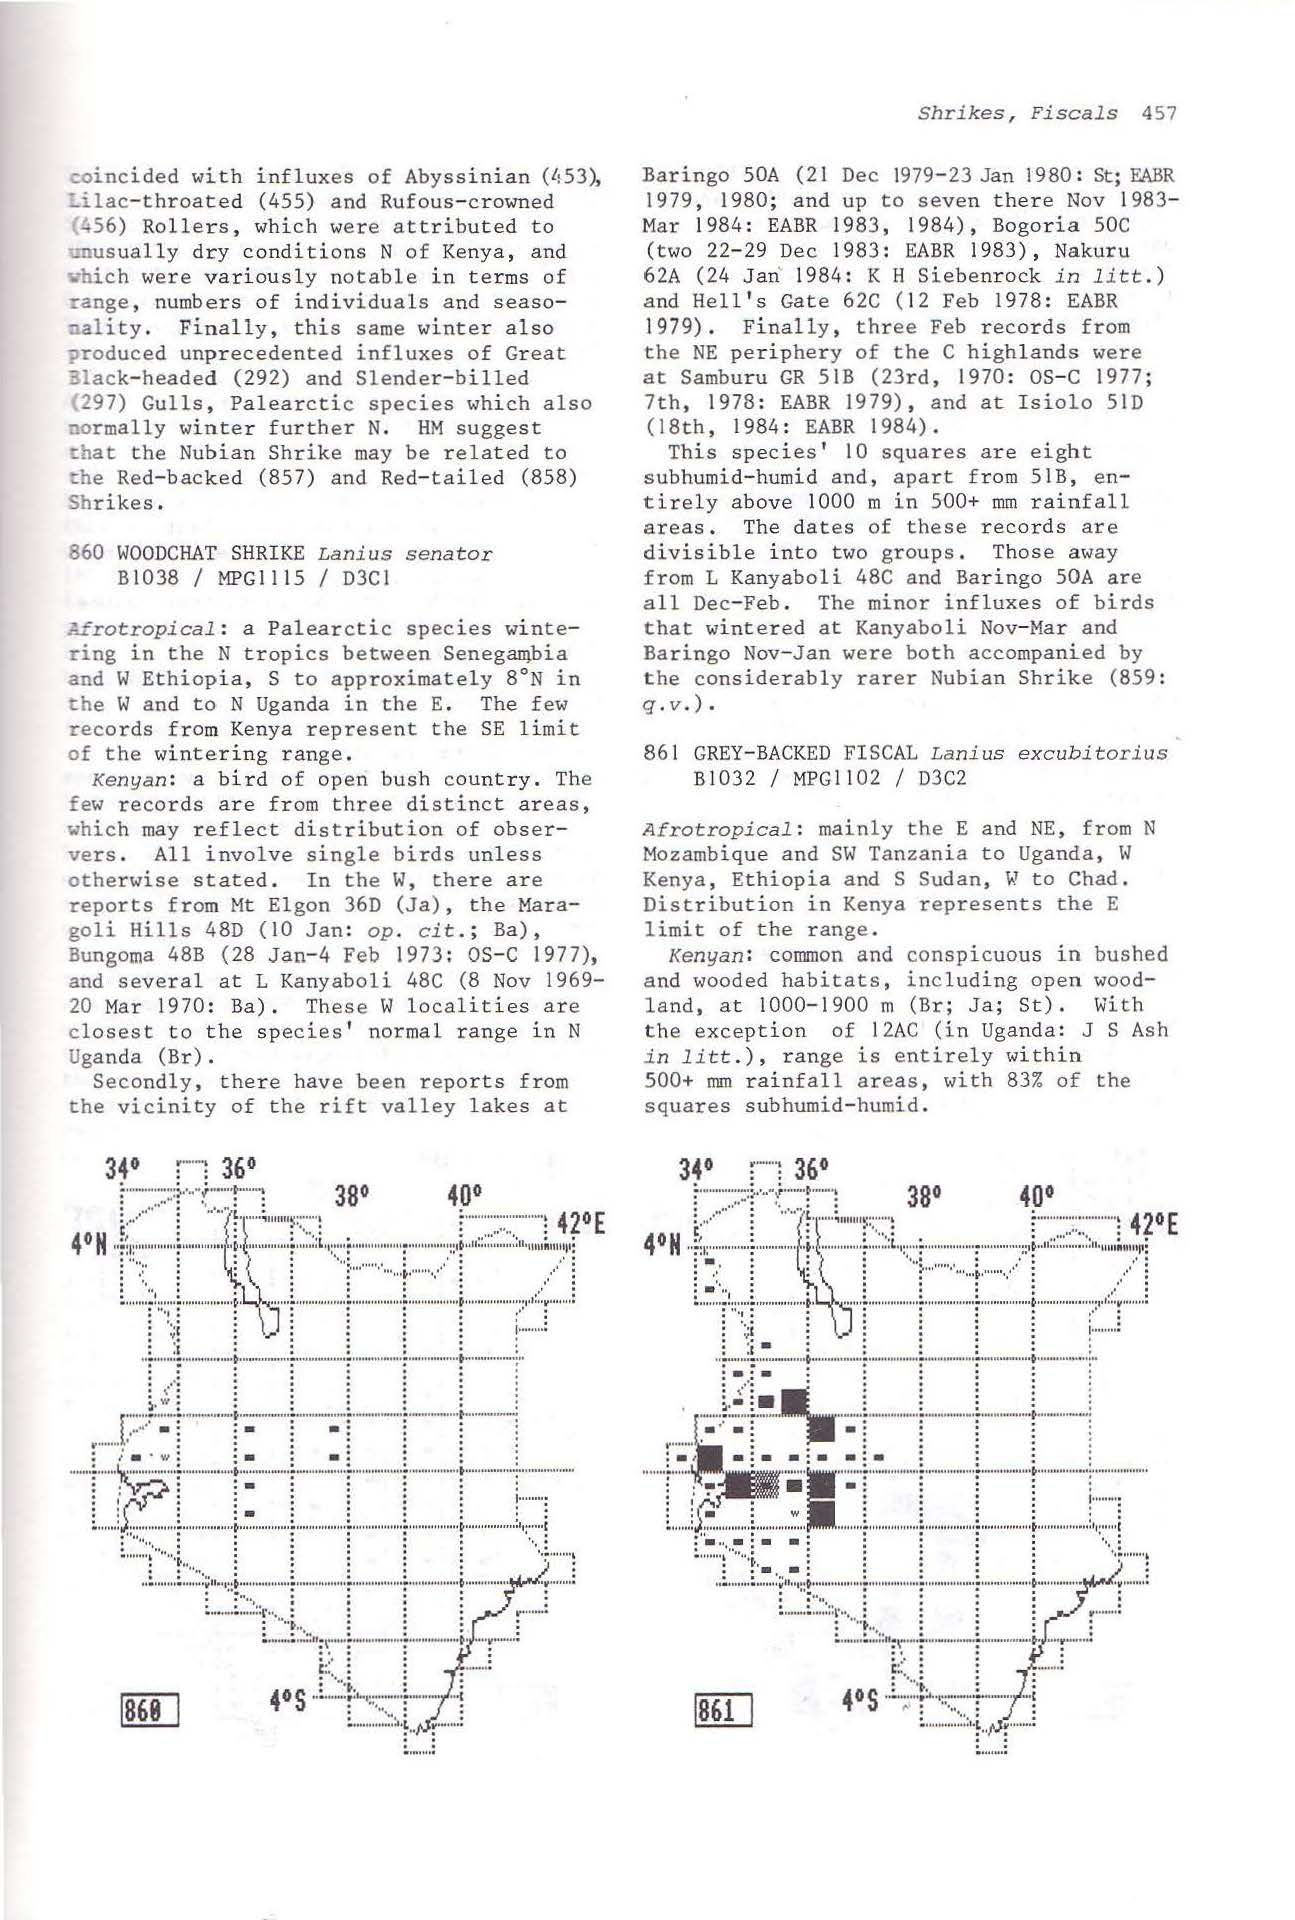 Shrikes, Fiscals 457
coincided with influxes of Abyssinian (453),
Lilac-throated (455) and Rufous-crowned
(456) Rollers, which were attributed to
unusually dry conditions N of Kenya, and
which were variously notable in terms of
range, numbers of individuals and seaso-
nality. Finally, this same winter also
produced unprecedented influxes of Great
Black-headed (292) and Slender-billed
(297) Gulls, Palearctic species which also
normally winter further N. HM suggest
that the Nubian Shrike may be related to
the Red-backed (857) and Red-tailed (858)
Shrikes.
860 WOODCHAT SHRIKE Lanius senator
B1038 / MPG1115 / D3C1
Afrotropical: a Palearctic species winte-
ring in the N tropics between Senegambia
and W Ethiopia, S to approximately 8°N in
the W and to N Uganda in the E. The few
records from Kenya represent the SE limit
of the wintering range.
Kenyan: a bird of open bush country. The
few records are from three distinct areas,
which may reflect distribution of obser-
vers. All involve single birds unless
otherwise stated. In the W, there are
reports from Mt Elgon 36D (Ja), the Mara-
goli Hills 48D (10 Jan: op. cit.; Ba),
Bungoma 48B (28 Jan-4 Feb 1973: OS-C 1977),
and several at L Kanyaboli 48C (8 Nov 1969-
20 Mar 1970: Ba). These W localities are
closest to the species' normal range in N
Uganda (Br).
Secondly, there have been reports from
the vicinity of the rift valley lakes at
Baringo 50A (21 Dec 1979-23 Jan 1980: St; EABR
1979, 1980; and up to seven there Nov 1983-
Mar 1984: EABR 1983, 1984), Bogoria 50C
(two 22-29 Dec 1983: EABR 1983), Nakuru
62A (24 Jan 1984: K H Siebenrock in litt.)
and Hell's Gate 62C (12 Feb 1978: EABR
1979). Finally, three Feb records from
the NE periphery of the C highlands were
at Samburu GR 51B (23rd, 1970: OS-C 1977;
7th, 1978: EABR 1979), and at Isiolo 51D
(18th, 1984: EABR 1984).
This species' 10 squares are eight
subhumid-humid and, apart from 51B, en-
tirely above 1000 m in 500+ mm rainfall
areas. The dates of these records are
divisible into two groups. Those away
from L Kanyaboli 48C and Baringo 50A are
all Dec-Feb. The minor influxes of birds
that wintered at Kanyaboli Nov-Mar and
Baringo Nov-Jan were both accompanied by
the considerably rarer Nubian Shrike (859:
q.v.).
861 GREY-BACKED FISCAL Lanius excubitorius
B1032 / MPG1102 / D3C2
Afrotropical: mainly the E and NE, from N
Mozambique and SW Tanzania to Uganda, W
Kenya, Ethiopia and S Sudan, W to Chad.
Distribution in Kenya represents the E
limit of the range.
Kenyan: common and conspicuous in bushed
and wooded habitats, including open wood-
land, at 1000-1900 m (Br; Ja; St). With
the exception of 12AC (in Uganda: J S Ash
in litt.), range is entirely within
500+ mm rainfall areas, with 83% of the
squares subhumid-humid.
34° 36°
38° 40°
42°E
4°N
w
w
w
4°S
860
34° 36°
38° 40°
42°E
4°N
w
4°S
861